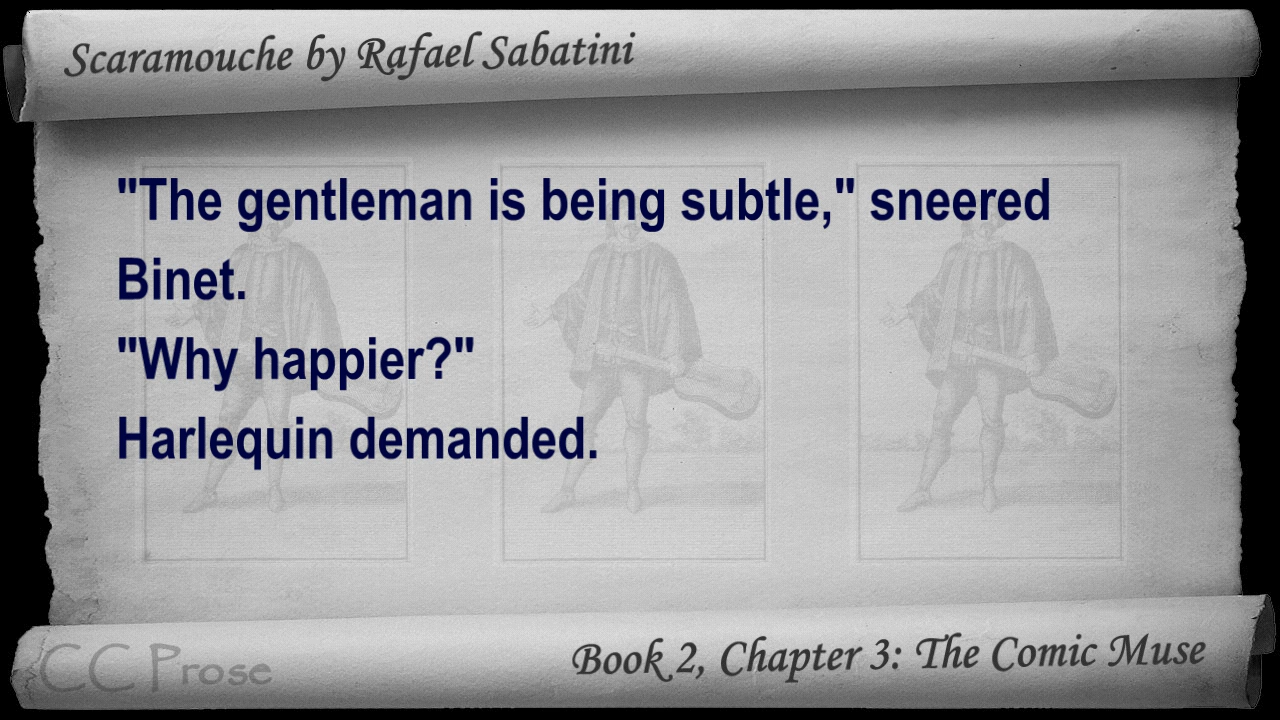 Scaramouche by Rafael Sabatini
"The gentleman is being subtle," sneered
Binet.
"Why happier?"
Harlequin demanded.
CC Prose
Book 2, Chapter 3: The Comic Muse